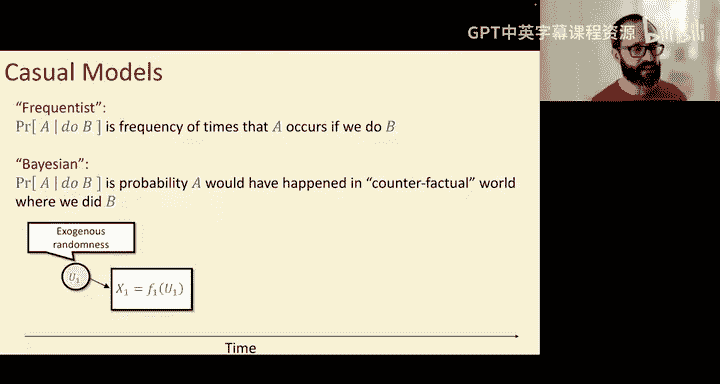 GPT中英字幕课程资源
bilibili
Casual Models
“Frequentist”:
Pr[ A | do B ] is frequency of times that A occurs if we do B
“Bayesian”:
Pr[ A | do B ] is probability A would have happened in “counter-factual” world
where we did B
Exogenous
randomness
U₁
X₁ = f₁(U₁)
Time